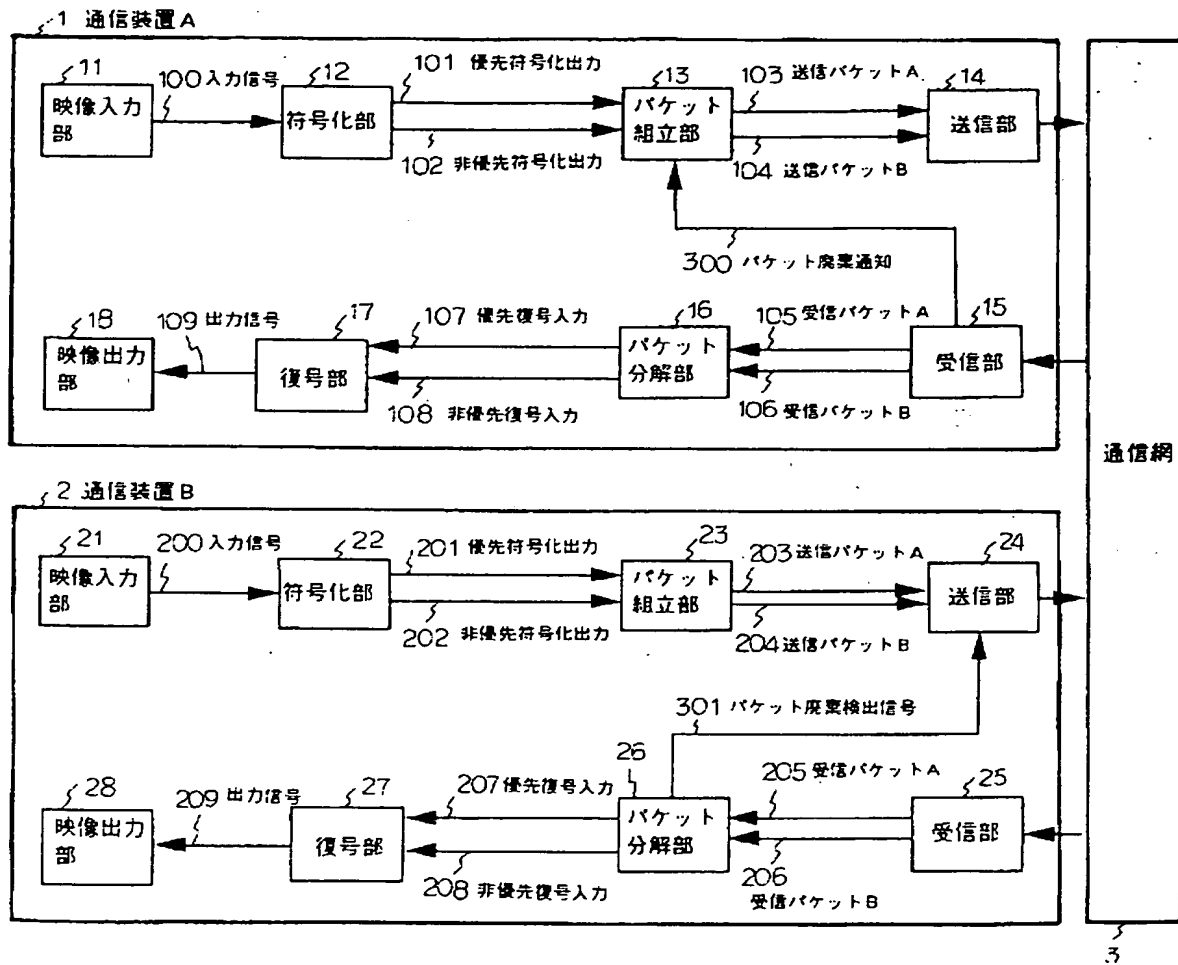 1 通信装置A
11
映像入力部
100 入力信号
12
符号化部
101 優先符号化出力
102 非優先符号化出力
13
パケット組立部
103 送信パケットA
104 送信パケットB
14
送信部
300 パケット廃棄通知
18
映像出力部
109 出力信号
17
復号部
107 優先復号入力
108 非優先復号入力
16
パケット分解部
105 受信パケットA
106 受信パケットB
15
受信部
通信網
2 通信装置B
21
映像入力部
200 入力信号
22
符号化部
201 優先符号化出力
202 非優先符号化出力
23
パケット組立部
203 送信パケットA
204 送信パケットB
24
送信部
301 パケット廃棄検出信号
28
映像出力部
209 出力信号
27
復号部
207 優先復号入力
208 非優先復号入力
26
パケット分解部
205 受信パケットA
206
受信パケットB
25
受信部
3